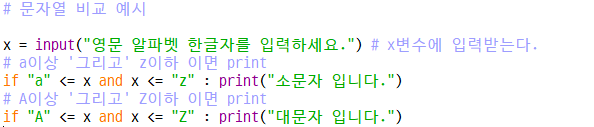 # 문자열 비교 예시
x = input("영문 알파벳 한글자를 입력하세요.") # x변수에 입력받는다.
# a이상 '그리고' z이하 이면 print
if "a" <= x and x <= "z" : print("소문자 입니다.")
# A이상 '그리고' Z이하 이면 print
if "A" <= x and x <= "Z" : print("대문자 입니다.")